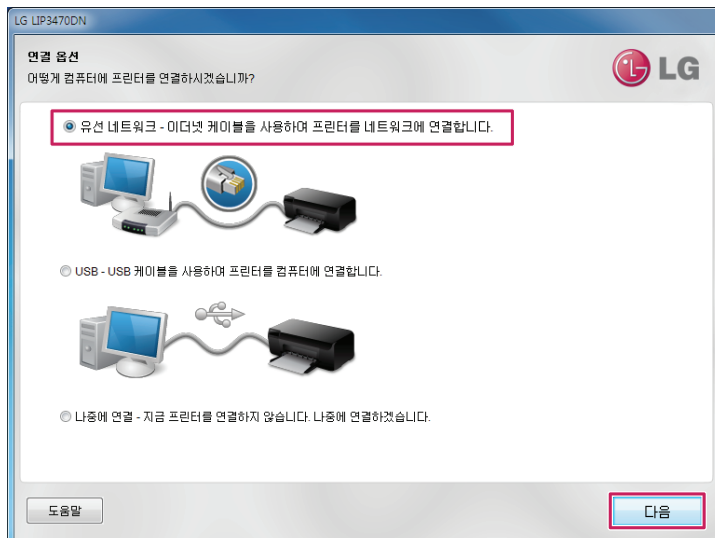 LG LIP3470DN
연결 옵션
어떻게 컴퓨터에 프린터를 연결하시겠습니까?
LG
유선 네트워크 - 이더넷 케이블을 사용하여 프린터를 네트워크에 연결합니다.
USB - USB 케이블을 사용하여 프린터를 컴퓨터에 연결합니다.
나중에 연결 - 지금 프린터를 연결하지 않습니다. 나중에 연결하겠습니다.
도움말
다음